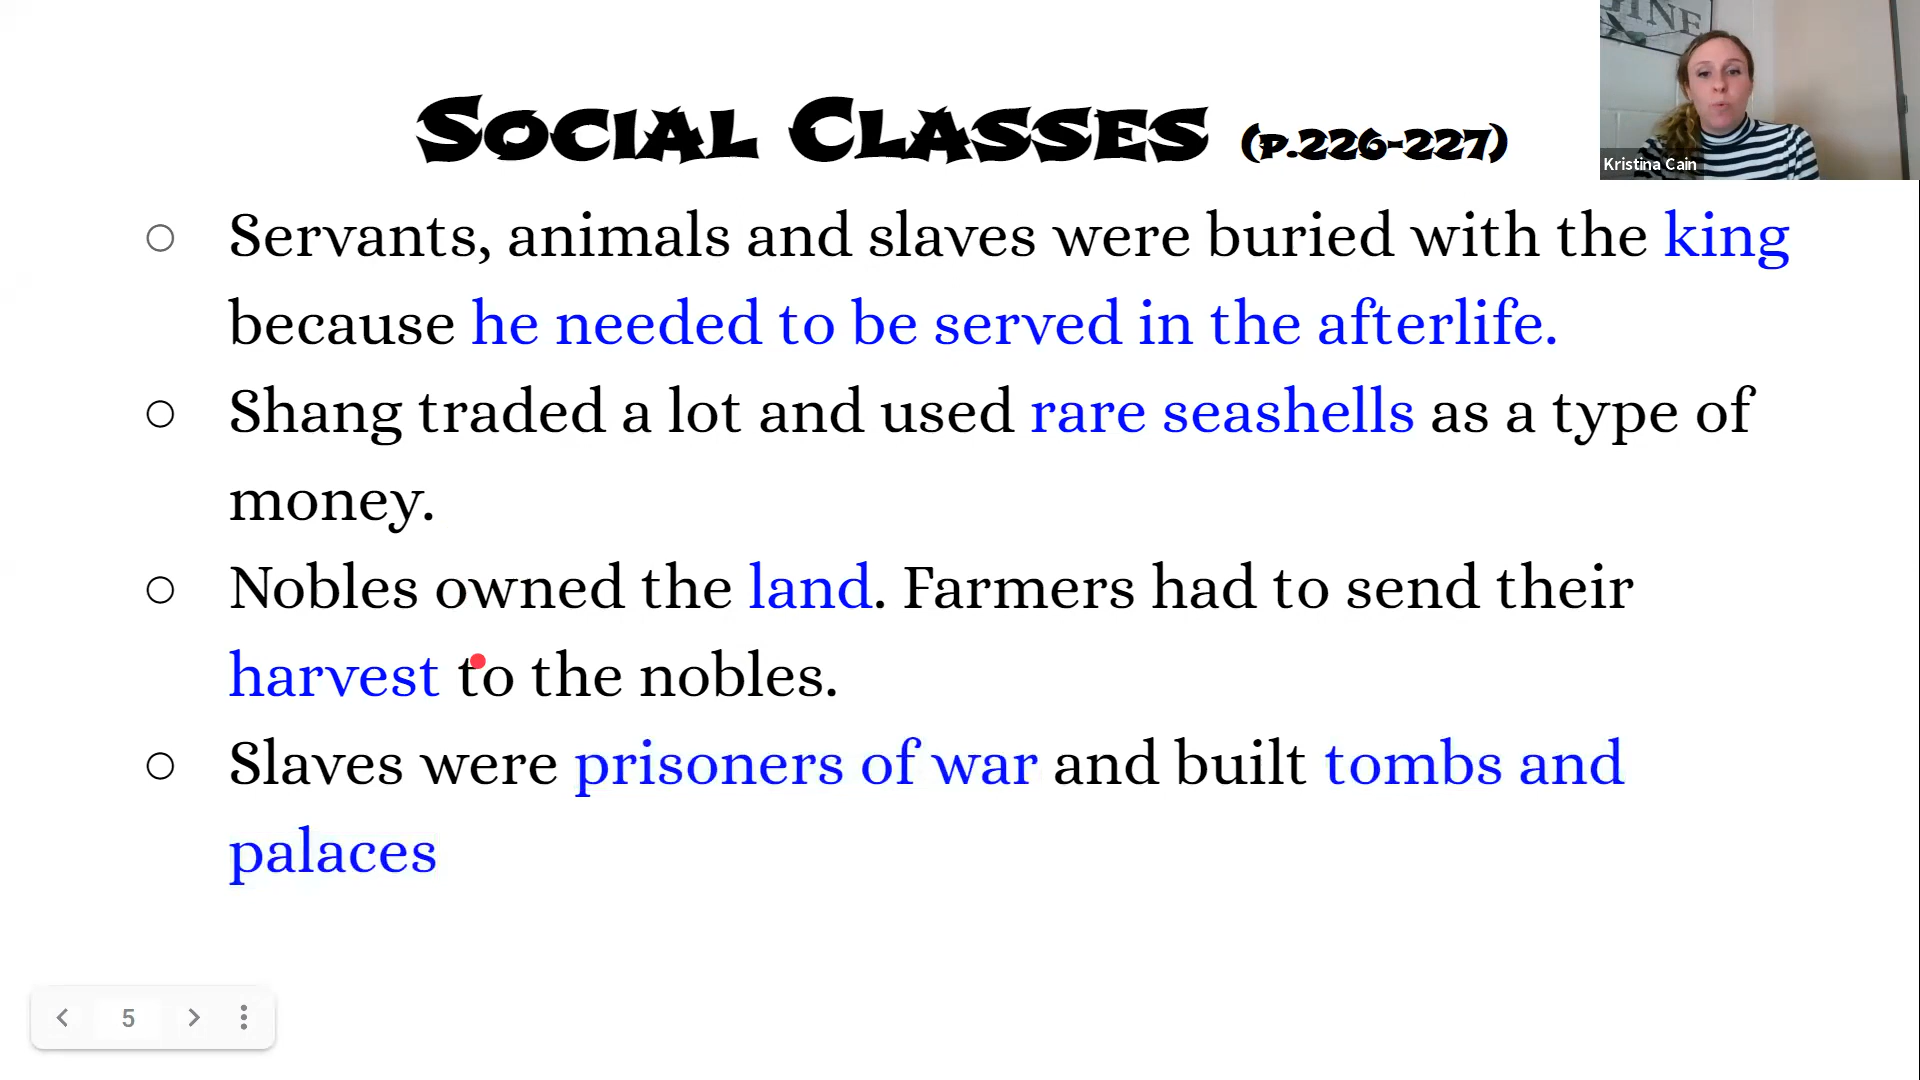 GINE
SOCIAL CLASSES (P.226-227)
Kristina Cain
○ Servants, animals and slaves were buried with the king
because he needed to be served in the afterlife.
○ Shang traded a lot and used rare seashells as a type of
money.
○ Nobles owned the land. Farmers had to send their
harvest to the nobles.
○ Slaves were prisoners of war and built tombs and
palaces
5